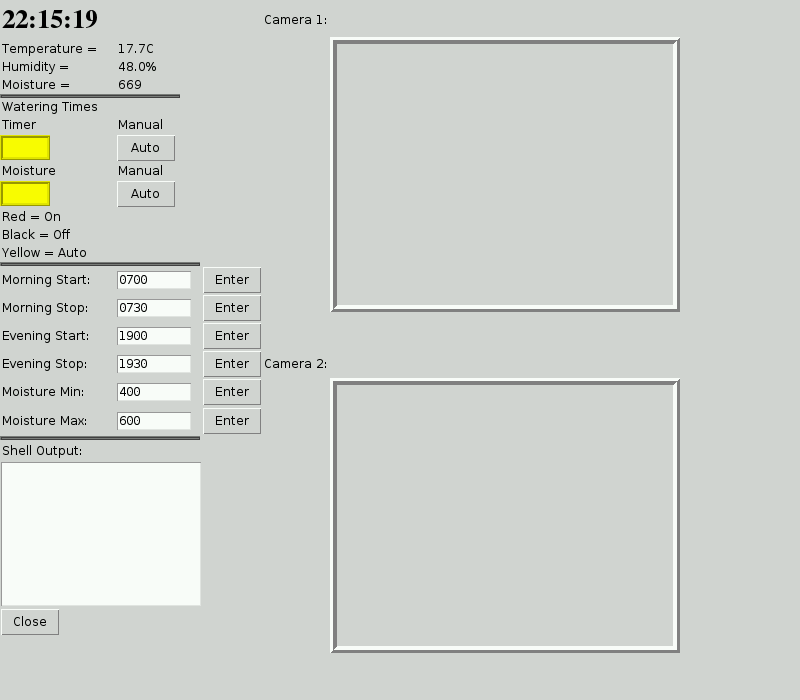 22:15:19
Temperature = 17.7C
Humidity = 48.0%
Moisture = 669
Watering Times
Timer Manual
Auto
Moisture Manual
Auto
Red = On
Black = Off
Yellow = Auto
Morning Start: 0700 Enter
Morning Stop: 0730 Enter
Evening Start: 1900 Enter
Evening Stop: 1930 Enter
Moisture Min: 400 Enter
Moisture Max: 600 Enter
Shell Output:
Close
Camera 1:
Camera 2: